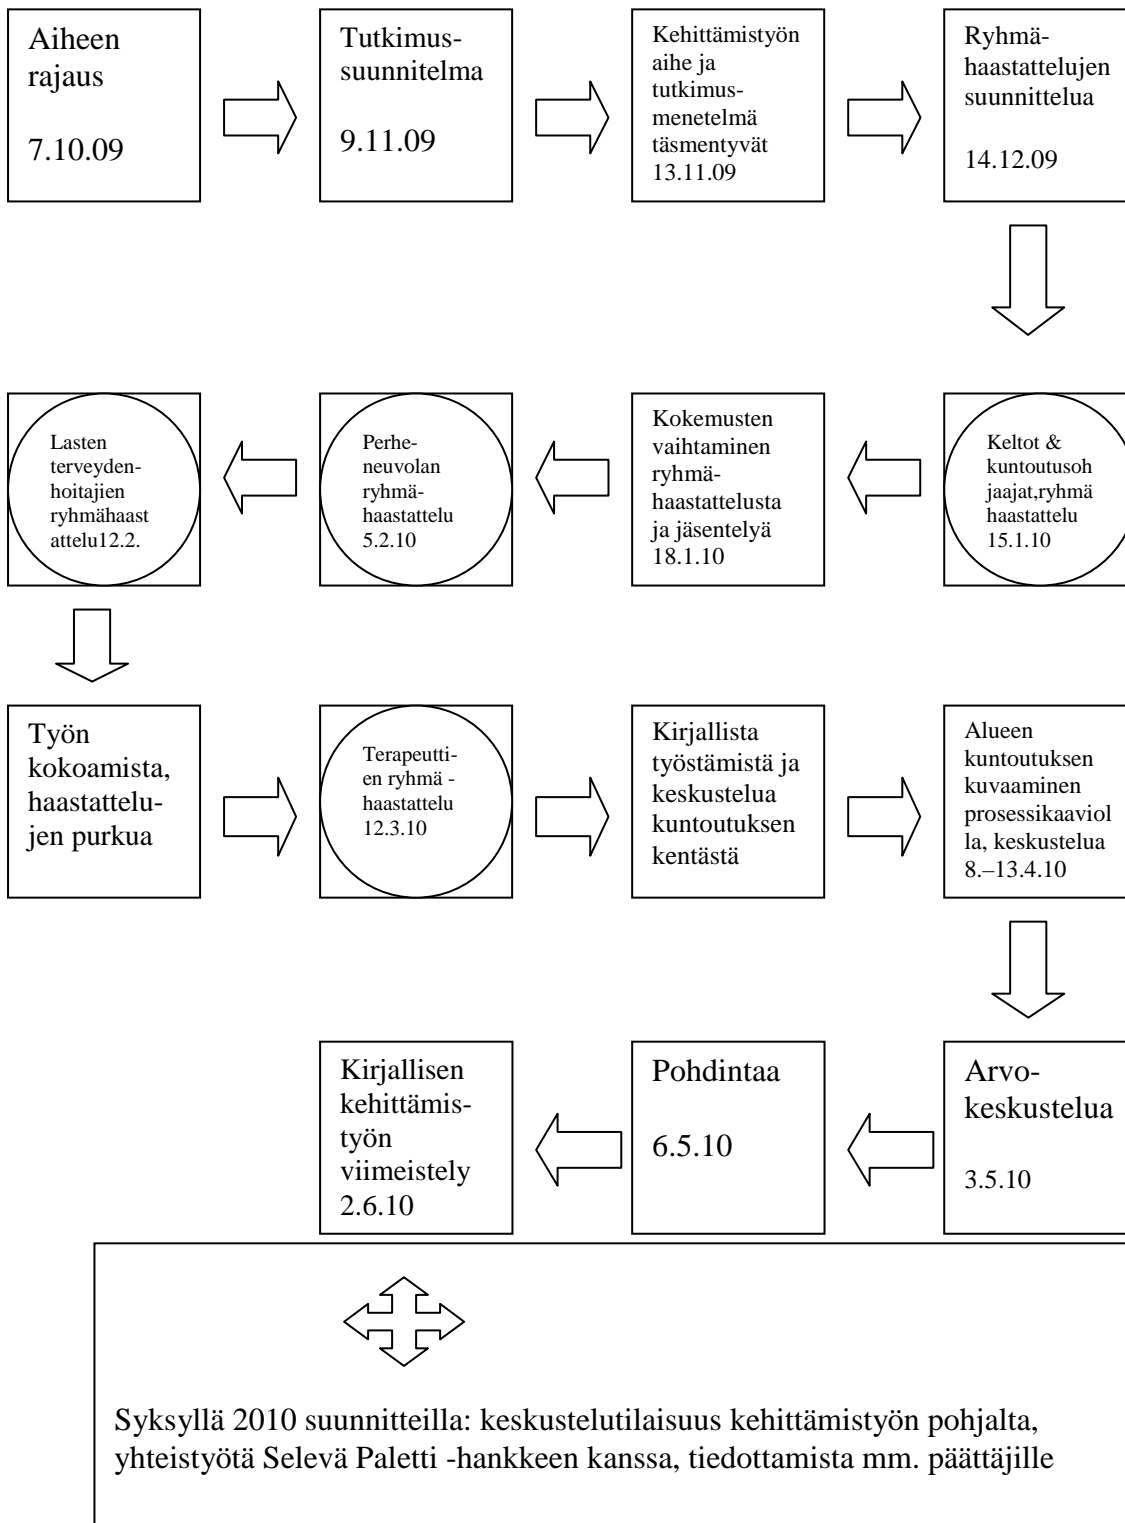 Aiheen
rajaus
7.10.09
Tutkimus-
suunnitelma
9.11.09
Kehittämistyön
aihe ja
tutkimus-
menetelmä
täsmentyvät
13.11.09
Ryhmä-
haastattelujen
suunnittelua
14.12.09
Keltot &
kuntoutusoh
jaajat,ryhmä
haastattelu
15.1.10
Kokemusten
vaihtaminen
ryhmä-
haastattelusta
ja jäsentelyä
18.1.10
Perhe-
neuvolan
ryhmä-
haastattelu
5.2.10
Lasten
terveyden-
hoitajien
ryhmähaast
attelu12.2.
Työn
kokoamista,
haastattelu-
jen purkua
Terapeutti-
en ryhmä -
haastattelu
12.3.10
Kirjallista
työstämistä ja
keskustelua
kuntoutuksen
kentästä
Alueen
kuntoutuksen
kuvaaminen
prosessikaaviol
la, keskustelua
8.–13.4.10
Arvo-
keskustelua
3.5.10
Pohdintaa
6.5.10
Kirjallisen
kehittämis-
työn
viimeistely
2.6.10
Syksyllä 2010 suunnitteilla: keskustelutilaisuus kehittämistyön pohjalta,
yhteistyötä Selevä Paletti -hankkeen kanssa, tiedottamista mm. päättäjille